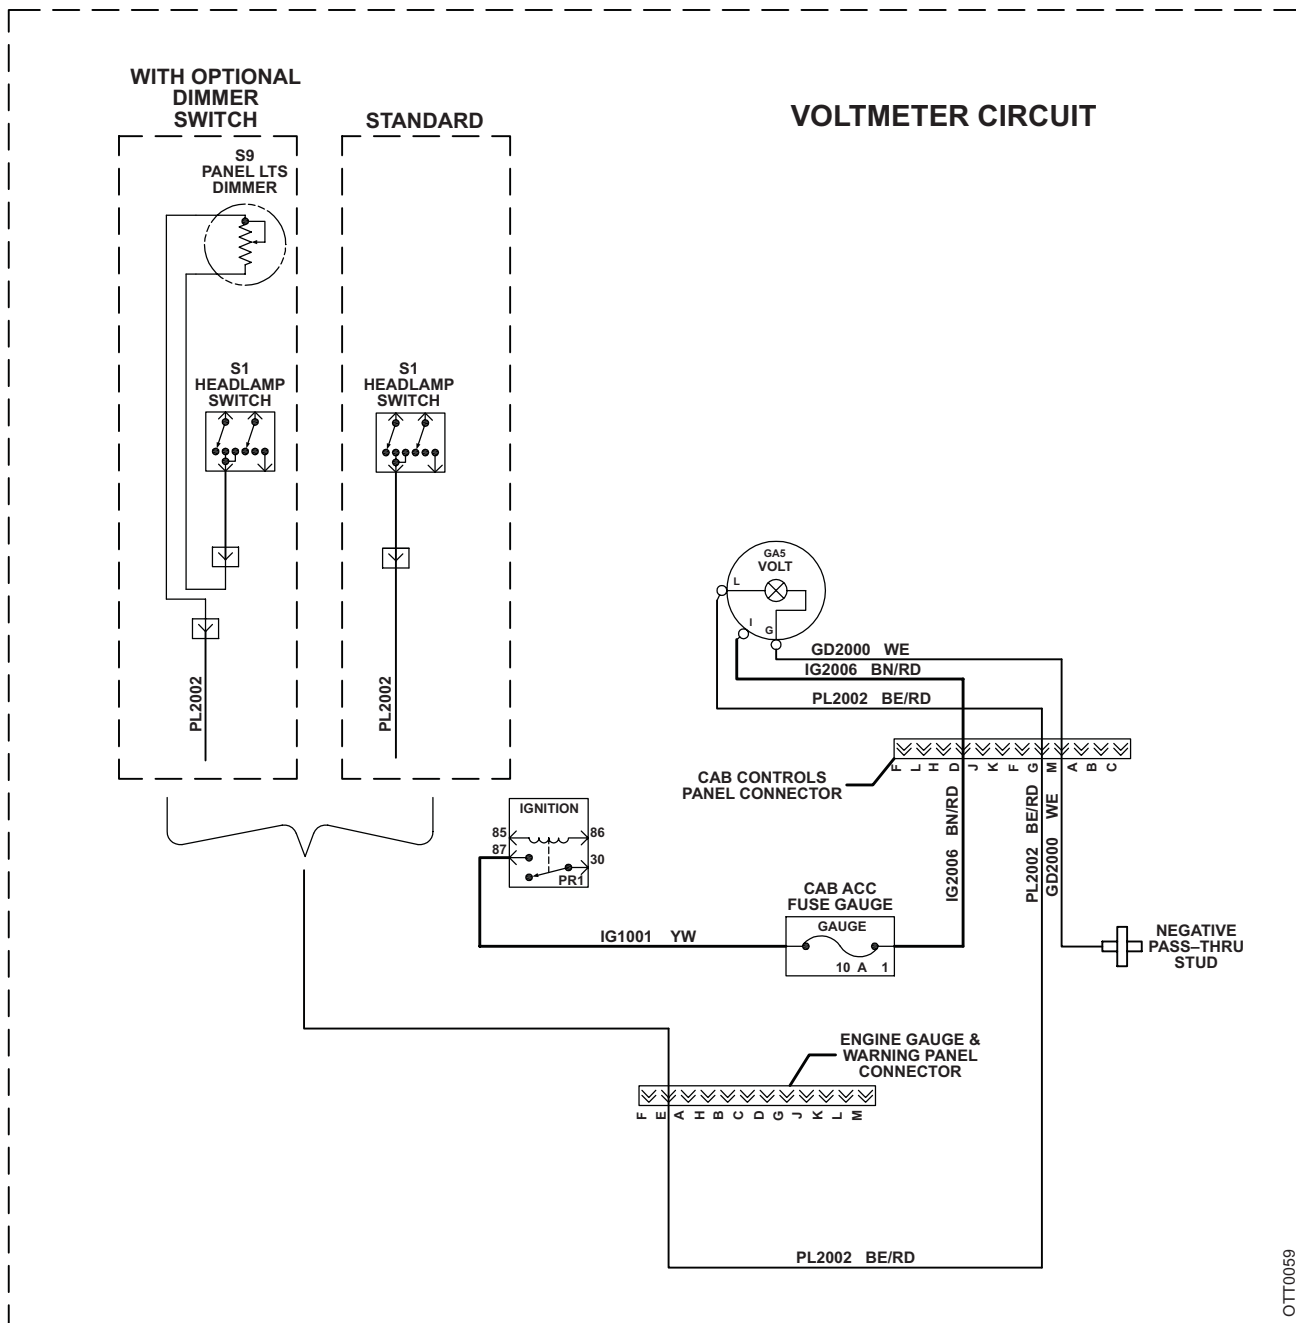 WITH OPTIONAL
DIMMER
SWITCH
STANDARD
VOLTMETER CIRCUIT
S9
PANEL LTS
DIMMER
S1
HEADLAMP
SWITCH
S1
HEADLAMP
SWITCH
PL2002
PL2002
GA5
VOLT
L
I
G
GD2000 WE
IG2006 BN/RD
PL2002 BE/RD
CAB CONTROLS
PANEL CONNECTOR
F L H D J K F G M A B C
IG2006 BN/RD
PL2002 BE/RD
GD2000 WE
IGNITION
85 86
87 30
PR1
IG1001 YW
CAB ACC
FUSE GAUGE
GAUGE
10 A 1
NEGATIVE
PASS–THRU
STUD
ENGINE GAUGE &
WARNING PANEL
CONNECTOR
F E A H B C D G J K L M
PL2002 BE/RD
OTT0059